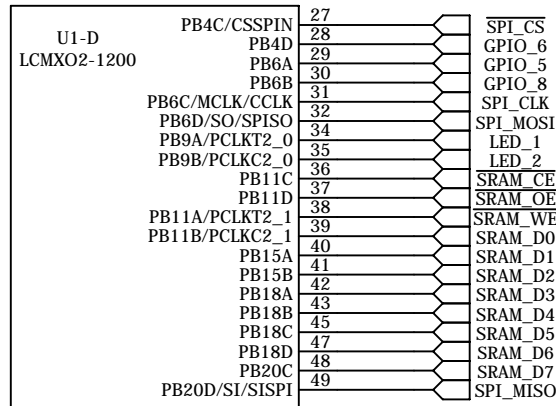 U1-D
LCMXO2-1200
PB4C/CSSPIN 27 SPI_CS
PB4D 28 GPIO_6
PB6A 29 GPIO_5
PB6B 30 GPIO_8
PB6C/MCLK/CCLK 31 SPI_CLK
PB6D/SO/SPISO 32 SPI_MOSI
PB9A/PCLKT2_0 34 LED_1
PB9B/PCLKC2_0 35 LED_2
PB11C 36 SRAM_CE
PB11D 37 SRAM_OE
PB11A/PCLKT2_1 38 SRAM_WE
PB11B/PCLKC2_1 39 SRAM_D0
PB15A 40 SRAM_D1
PB15B 41 SRAM_D2
PB18A 42 SRAM_D3
PB18B 43 SRAM_D4
PB18C 45 SRAM_D5
PB18D 47 SRAM_D6
PB20C 48 SRAM_D7
PB20D/SI/SISPI 49 SPI_MISO